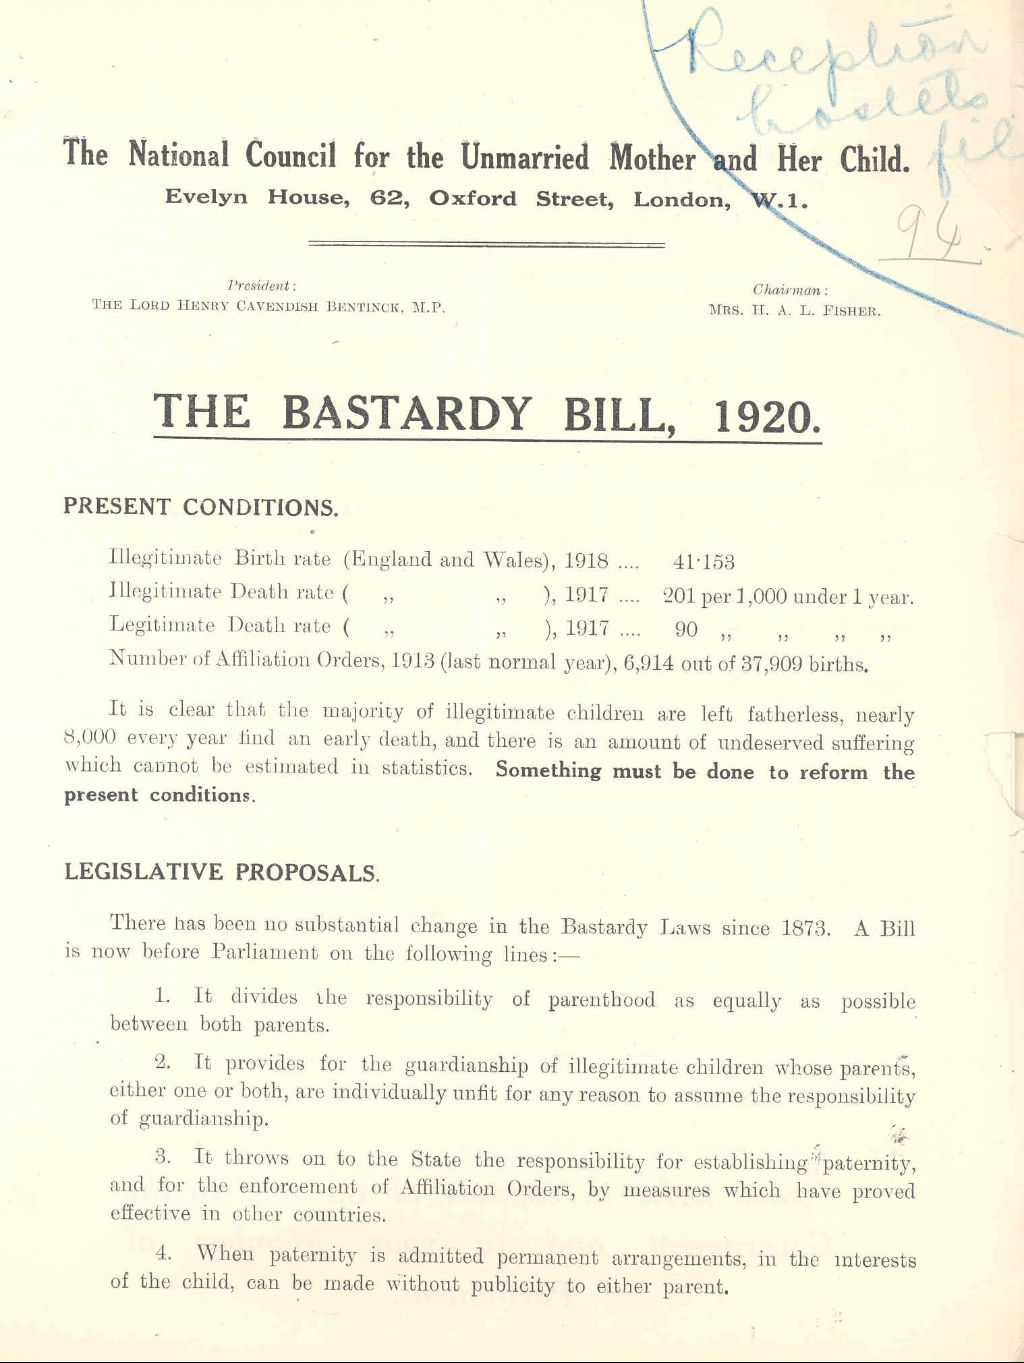 Reception
hostels
file
94.
The National Council for the Unmarried Mother and Her Child.
Evelyn House, 62, Oxford Street, London, W.1.
President:
THE LORD HENRY CAVENDISH BENTINCK, M.P.
Chairman:
MRS. H. A. L. FISHER.
THE BASTARDY BILL, 1920.
PRESENT CONDITIONS.
Illegitimate Birth rate (England and Wales), 1918 .... 41·153
Illegitimate Death rate ( ,, ,, ), 1917 .... 201 per 1,000 under 1 year.
Legitimate Death rate ( ,, ,, ), 1917 .... 90 ,, ,, ,, ,,
Number of Affiliation Orders, 1913 (last normal year), 6,914 out of 37,909 births.
It is clear that the majority of illegitimate children are left fatherless, nearly
8,000 every year find an early death, and there is an amount of undeserved suffering
which cannot be estimated in statistics. Something must be done to reform the
present conditions.
LEGISLATIVE PROPOSALS.
There has been no substantial change in the Bastardy Laws since 1873. A Bill
is now before Parliament on the following lines:—
1. It divides the responsibility of parenthood as equally as possible
between both parents.
2. It provides for the guardianship of illegitimate children whose parents,
either one or both, are individually unfit for any reason to assume the responsibility
of guardianship.
3. It throws on to the State the responsibility for establishing paternity,
and for the enforcement of Affiliation Orders, by measures which have proved
effective in other countries.
4. When paternity is admitted permanent arrangements, in the interests
of the child, can be made without publicity to either parent.